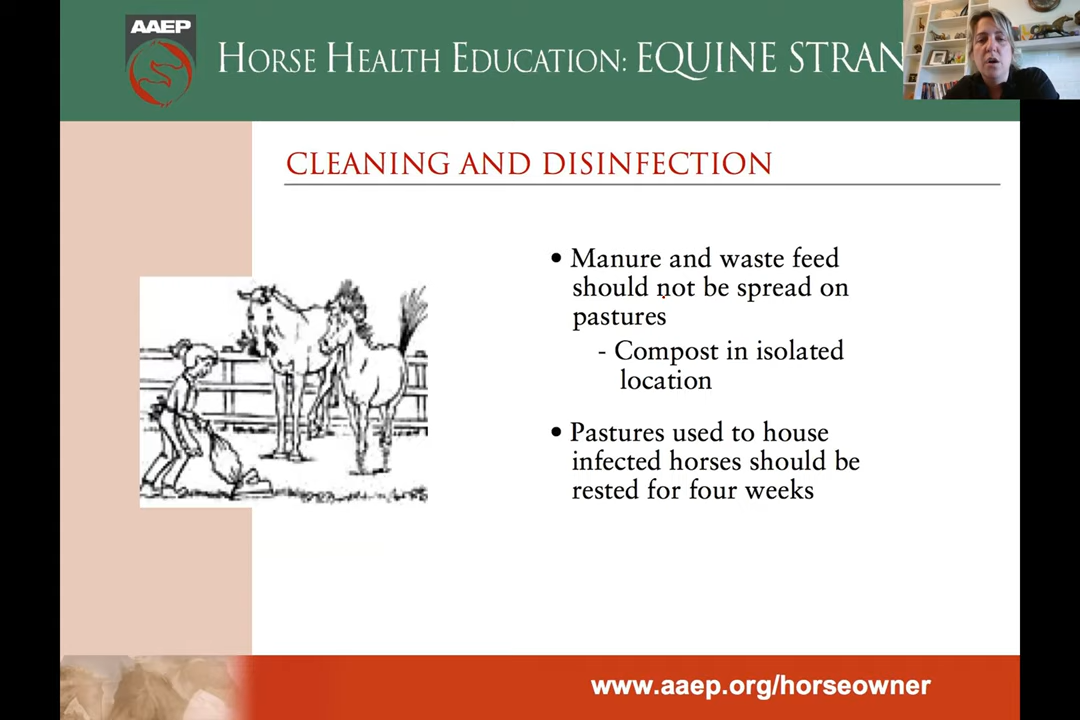 AAEP
HORSE HEALTH EDUCATION: EQUINE STRAN
CLEANING AND DISINFECTION
• Manure and waste feed
should not be spread on
pastures
- Compost in isolated
location
• Pastures used to house
infected horses should be
rested for four weeks
www.aaep.org/horseowner